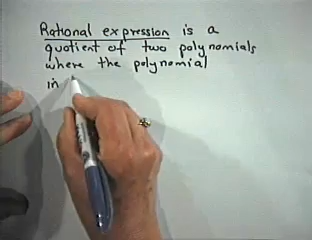 Rational expression is a
quotient of two polynomials
where the polynomial
in